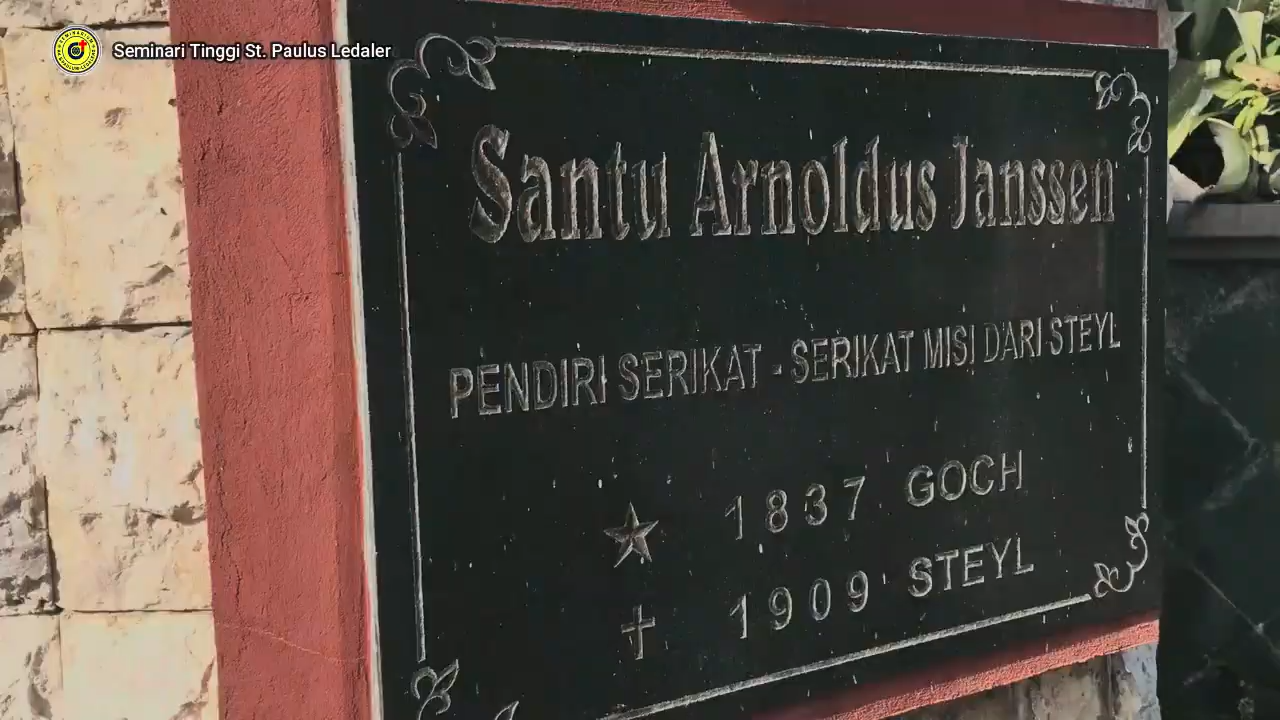 Seminari Tinggi St. Paulus Ledaler
Santu Arnoldus Janssen
PENDIRI SERIKAT - SERIKAT MISI DARI STEYL
1837 GOCH
1909 STEYL